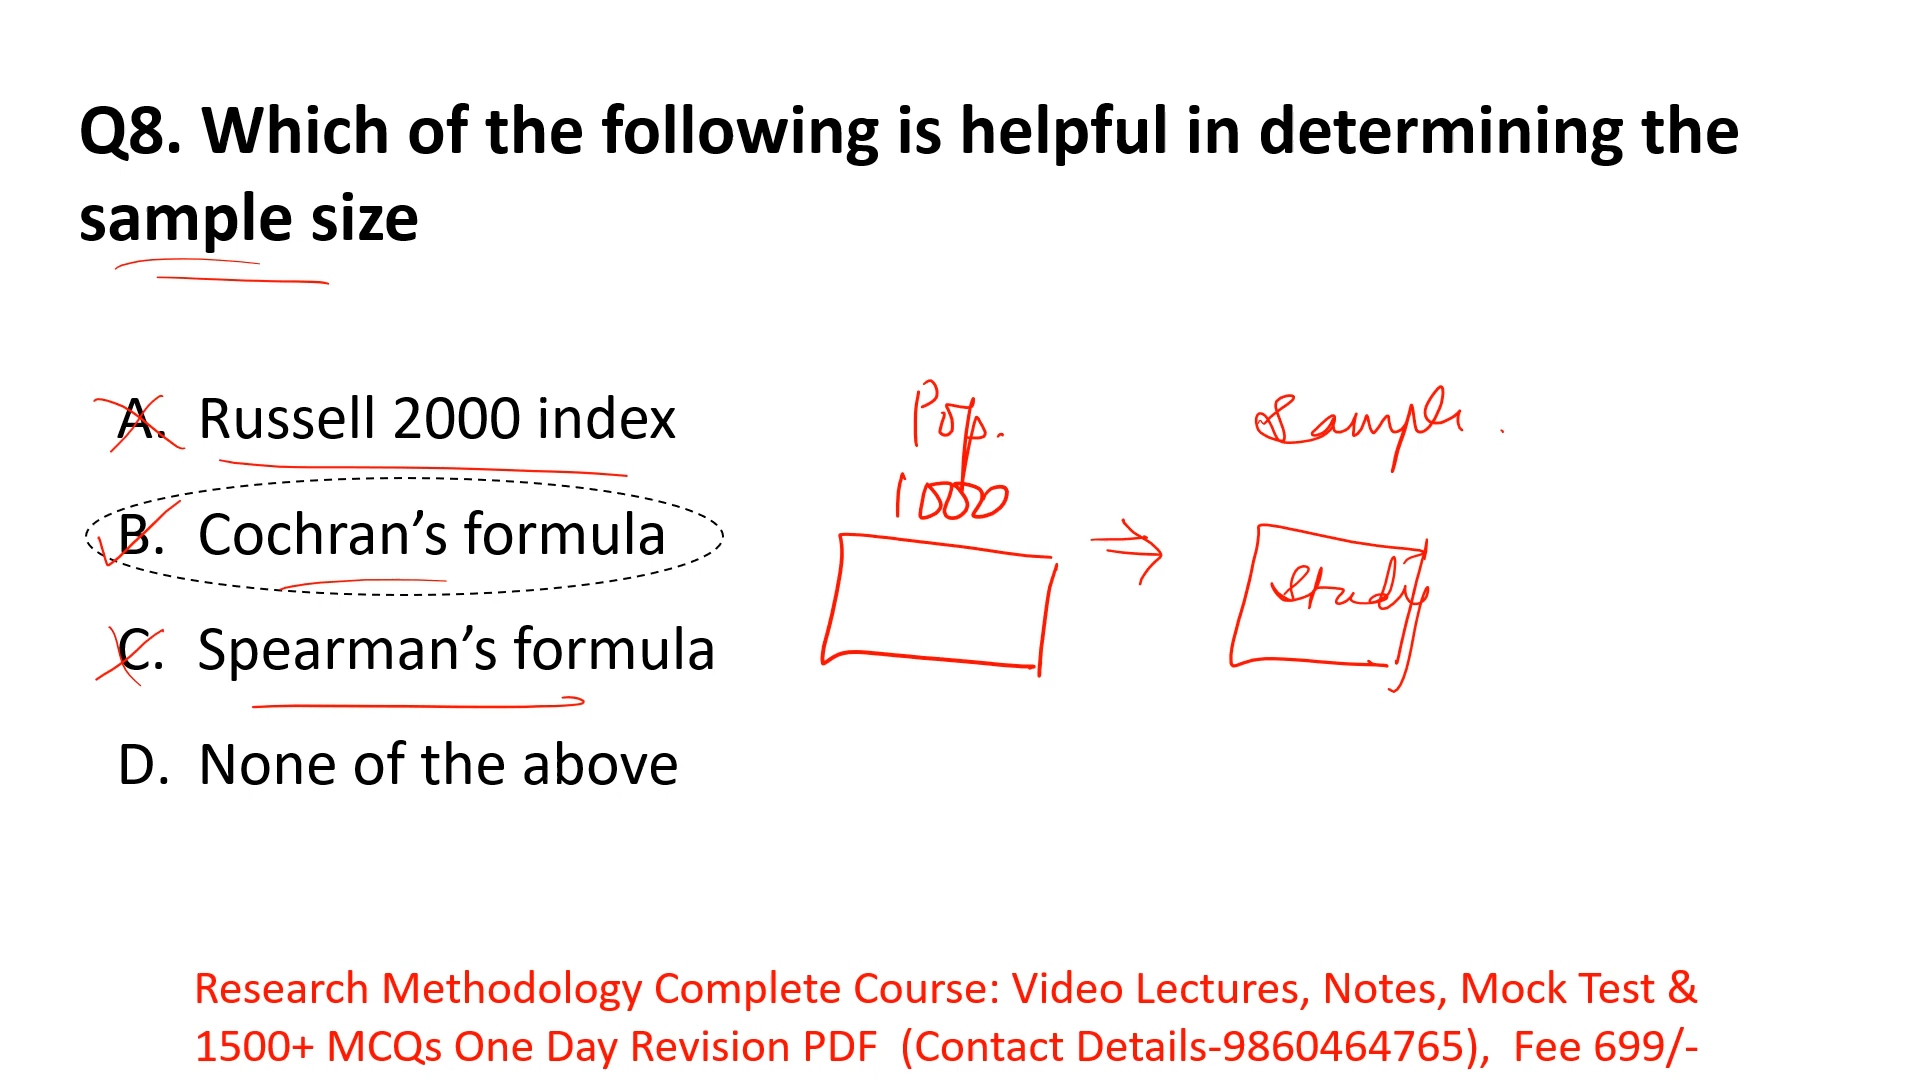 Q8. Which of the following is helpful in determining the
sample size
A. Russell 2000 index
B. Cochran’s formula
C. Spearman’s formula
D. None of the above
Pop.
1000
Sample.
Study
Research Methodology Complete Course: Video Lectures, Notes, Mock Test &
1500+ MCQs One Day Revision PDF (Contact Details-9860464765), Fee 699/-